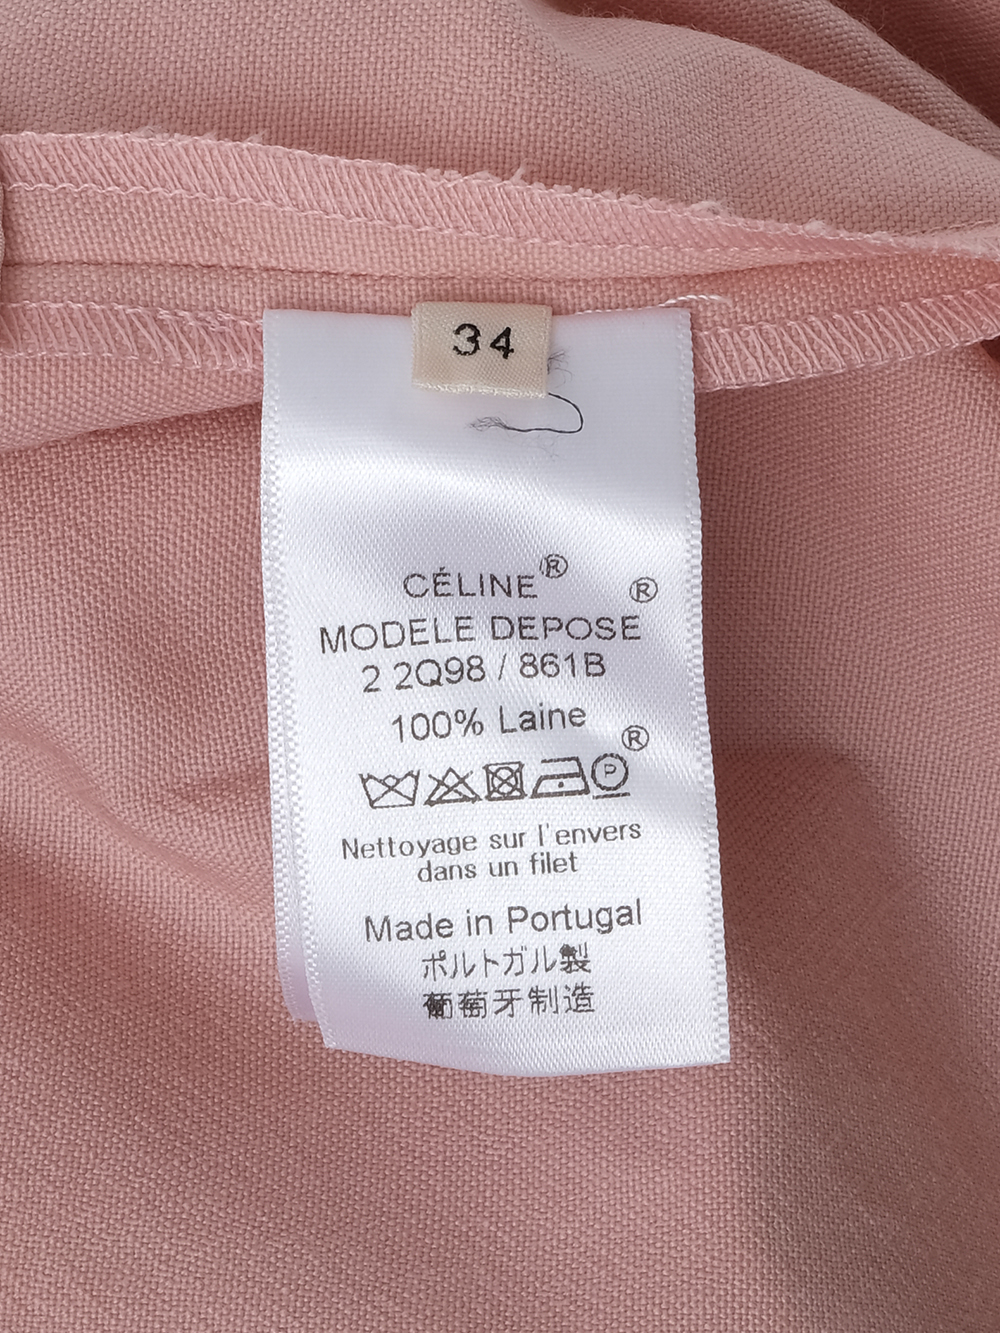 34
CÉLINE®
MODELE DEPOSE®
2 2Q98 / 861B
100% Laine
®
P
Nettoyage sur l'envers
dans un filet
Made in Portugal
ポルトガル製
葡萄牙制造